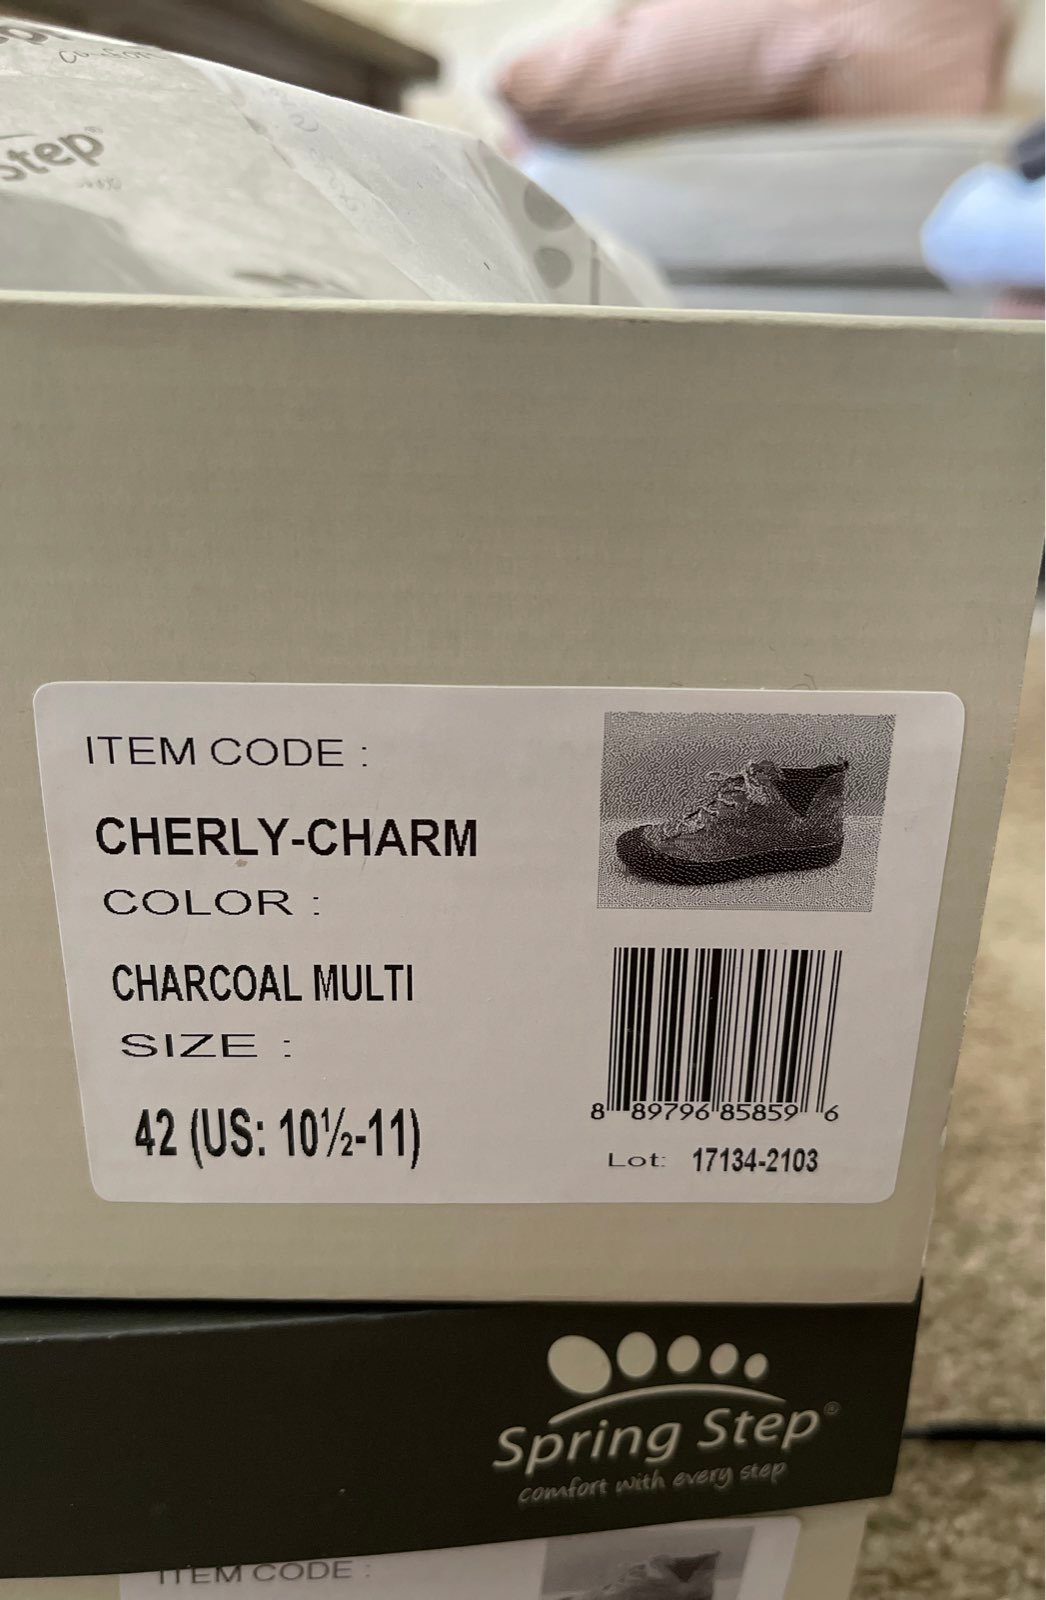 Step®
ITEM CODE :
CHERLY-CHARM
COLOR :
CHARCOAL MULTI
SIZE :
42 (US: 10½-11)
8 89796 85859 6
Lot: 17134-2103
Spring Step®
comfort with every step
ITEM CODE :